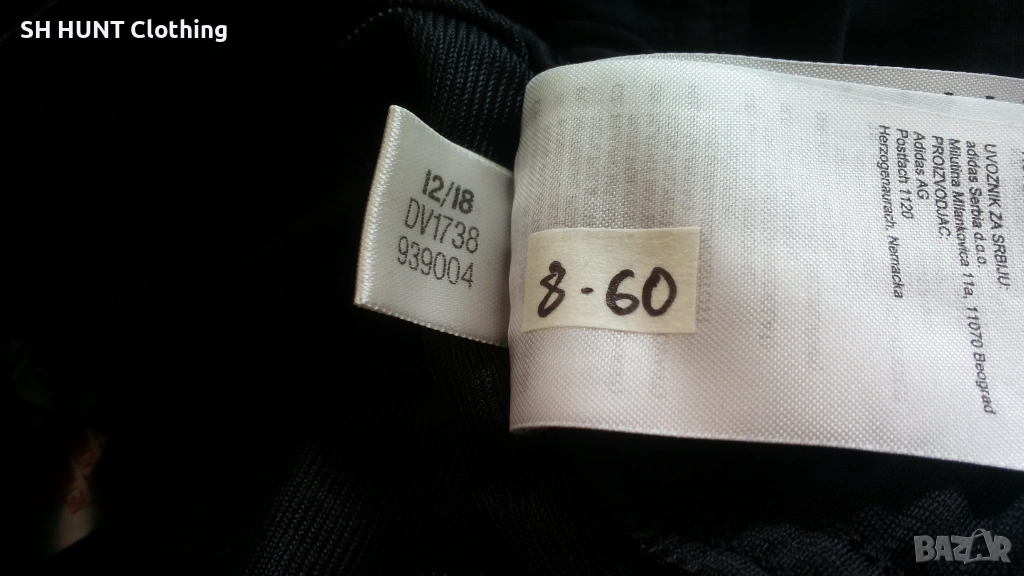 SH HUNT Clothing
12/18
DV1738
939004
8-60
UVOZNIK ZA SRBIJU:
adidas Serbia d.o.o.
Milutina Milankovica 11a, 11070 Beograd
PROIZVODJAC:
Adidas AG
Postfach 1120
Herzogenaurach, Nemacka
BAZAR